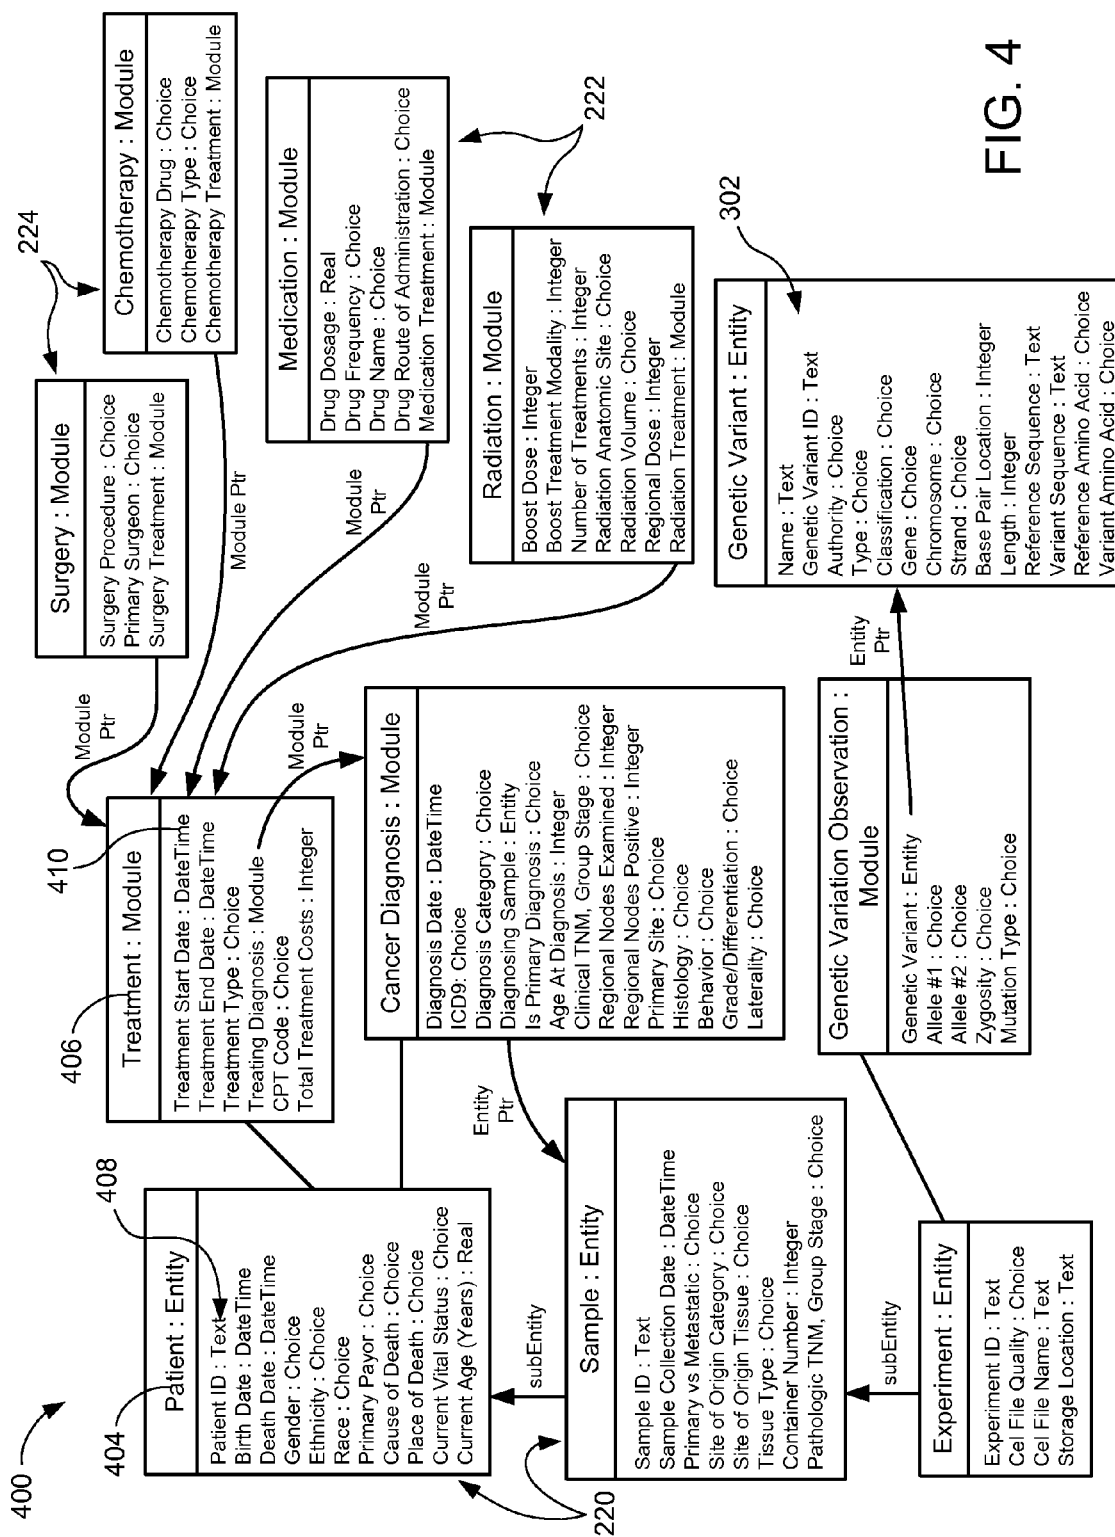 400
404
Patient : Entity
Patient ID : Text
Birth Date : DateTime
Death Date : DateTime
Gender : Choice
Ethnicity : Choice
Race : Choice
Primary Payor : Choice
Cause of Death : Choice
Place of Death : Choice
Current Vital Status : Choice
Current Age (Years) : Real
408
220
subEntity
Sample : Entity
Sample ID : Text
Sample Collection Date : DateTime
Primary vs Metastatic : Choice
Site of Origin Category : Choice
Site of Origin Tissue : Choice
Tissue Type : Choice
Container Number : Integer
Pathologic TNM, Group Stage : Choice
subEntity
Experiment : Entity
Experiment ID : Text
Cel File Quality : Choice
Cel File Name : Text
Storage Location : Text
406
Treatment : Module
Treatment Start Date : DateTime
Treatment End Date : DateTime
Treatment Type : Choice
Treating Diagnosis : Module
CPT Code : Choice
Total Treatment Costs : Integer
410
Module
Ptr
Cancer Diagnosis : Module
Diagnosis Date : DateTime
ICD9: Choice
Diagnosis Category : Choice
Diagnosing Sample : Entity
Is Primary Diagnosis : Choice
Age At Diagnosis : Integer
Clinical TNM, Group Stage : Choice
Regional Nodes Examined : Integer
Regional Nodes Positive : Integer
Primary Site : Choice
Histology : Choice
Behavior : Choice
Grade/Differentiation : Choice
Laterality : Choice
Entity
Ptr
Genetic Variation Observation :
Module
Genetic Variant : Entity
Allele #1 : Choice
Allele #2 : Choice
Zygosity : Choice
Mutation Type : Choice
Entity
Ptr
Module
Ptr
Surgery : Module
Surgery Procedure : Choice
Primary Surgeon : Choice
Surgery Treatment : Module
224
Chemotherapy : Module
Chemotherapy Drug : Choice
Chemotherapy Type : Choice
Chemotherapy Treatment : Module
Module Ptr
Medication : Module
Drug Dosage : Real
Drug Frequency : Choice
Drug Name : Choice
Drug Route of Administration : Choice
Medication Treatment : Module
Module
Ptr
222
Radiation : Module
Boost Dose : Integer
Boost Treatment Modality : Integer
Number of Treatments : Integer
Radiation Anatomic Site : Choice
Radiation Volume : Choice
Regional Dose : Integer
Radiation Treatment : Module
Module
Ptr
302
Genetic Variant : Entity
Name : Text
Genetic Variant ID : Text
Authority : Choice
Type : Choice
Classification : Choice
Gene : Choice
Chromosome : Choice
Strand : Choice
Base Pair Location : Integer
Length : Integer
Reference Sequence : Text
Variant Sequence : Text
Reference Amino Acid : Choice
Variant Amino Acid : Choice
FIG. 4